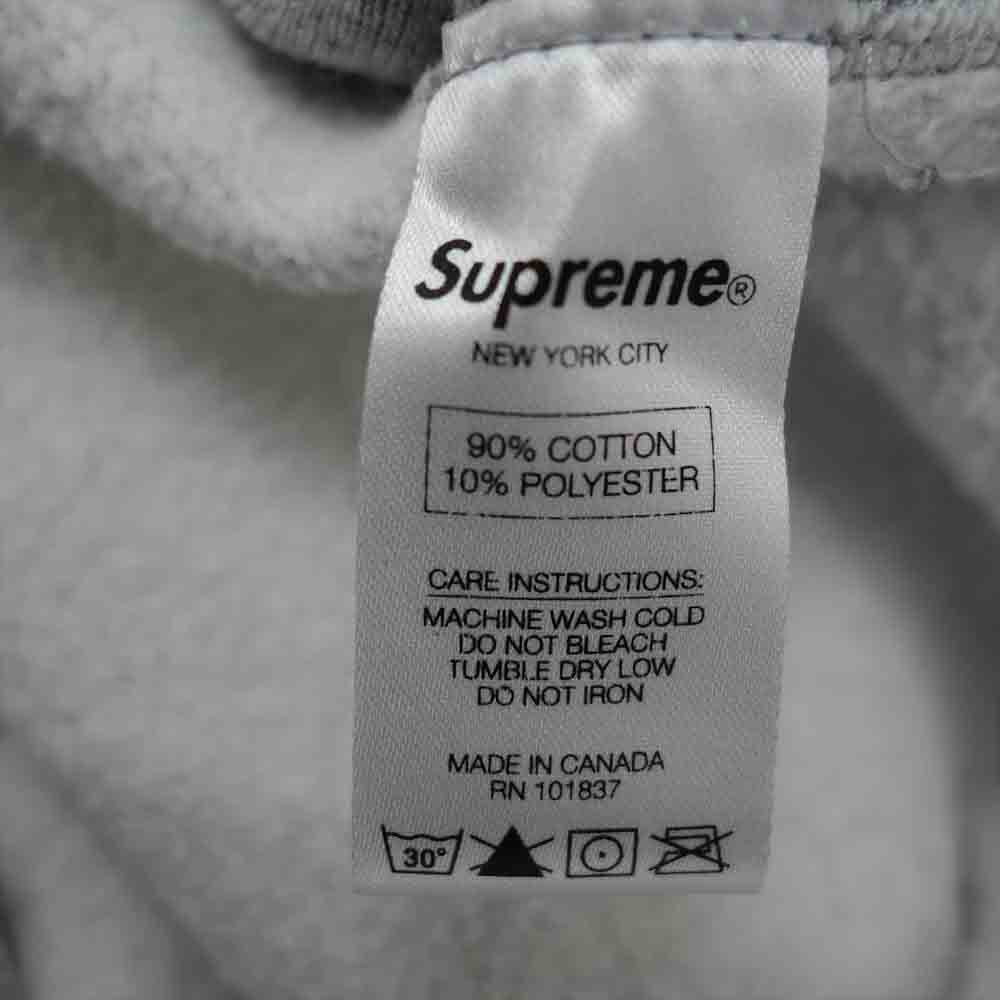 Supreme®
NEW YORK CITY
90% COTTON
10% POLYESTER
CARE INSTRUCTIONS:
MACHINE WASH COLD
DO NOT BLEACH
TUMBLE DRY LOW
DO NOT IRON
MADE IN CANADA
RN 101837
30°